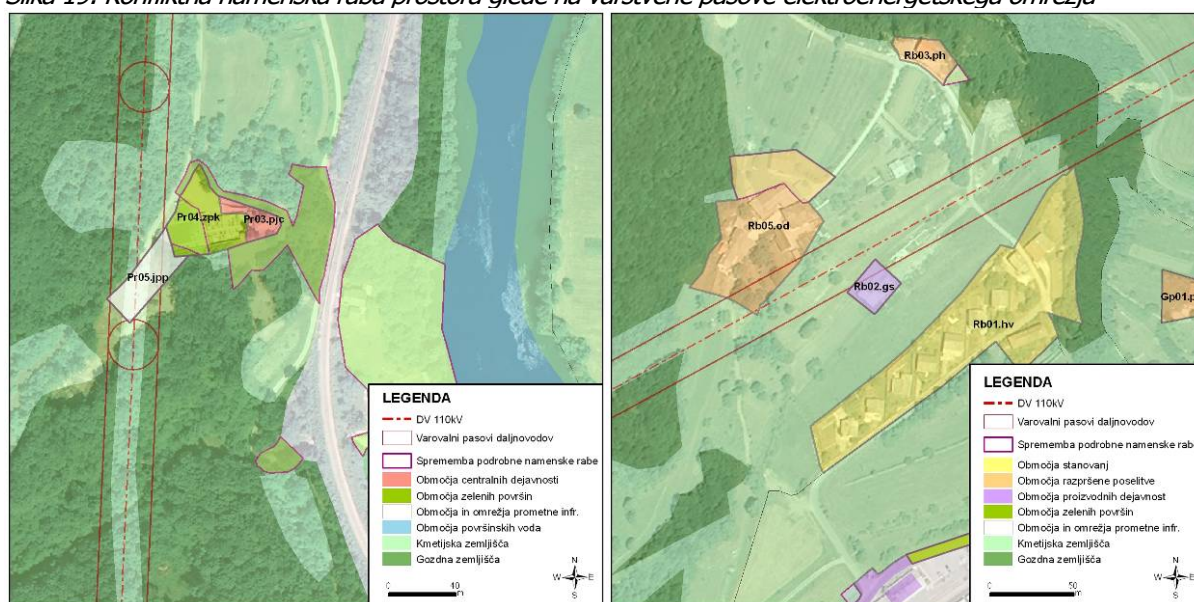 Slika 19: Konfliktna namenska raba prostora glede na varstvene pasove elektroenergetskega omrežja
Pr04.zpk
Pr03.pjc
Pr05.jpp
LEGENDA
DV 110kV
Varovalni pasovi daljnovodov
Sprememba podrobne namenske rabe
Območja centralnih dejavnosti
Območja zelenih površin
Območja in omrežja prometne infr.
Območja površinskih voda
Kmetijska zemljišča
Gozdna zemljišča
0 40
m
N
W E
S
Rb03.ph
Rb05.od
Rb02.gs
Gp01.p
Rb01.hv
LEGENDA
DV 110kV
Varovalni pasovi daljnovodov
Sprememba podrobne namenske rabe
Območja stanovanj
Območja razpršene poselitve
Območja proizvodnih dejavnost
Območja zelenih površin
Območja in omrežja prometne infr.
Kmetijska zemljišča
Gozdna zemljišča
0 50
m
N
W E
S